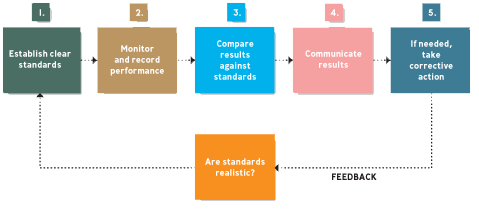 1.
2.
3.
4.
5.
Establish clear
standards
Monitor
and record
performance
Compare
results
against
standards
Communicate
results
If needed,
take
corrective
action
Are standards
realistic?
FEEDBACK